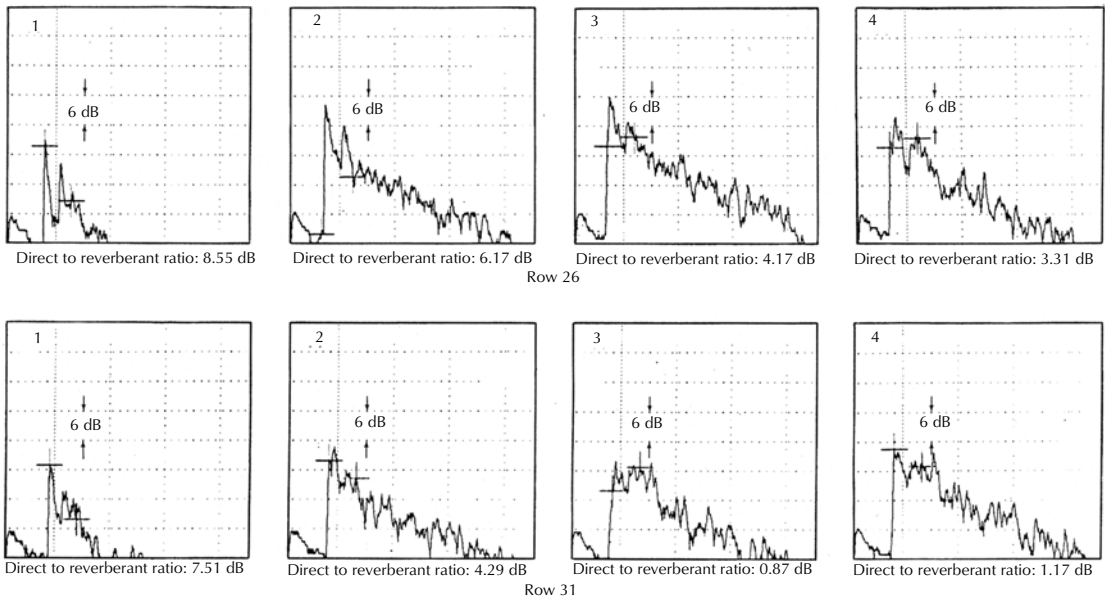 1
2
3
4
6 dB
6 dB
6 dB
6 dB
Direct to reverberant ratio: 8.55 dB
Direct to reverberant ratio: 6.17 dB
Direct to reverberant ratio: 4.17 dB
Direct to reverberant ratio: 3.31 dB
Row 26
1
2
3
4
6 dB
6 dB
6 dB
6 dB
Direct to reverberant ratio: 7.51 dB
Direct to reverberant ratio: 4.29 dB
Direct to reverberant ratio: 0.87 dB
Direct to reverberant ratio: 1.17 dB
Row 31